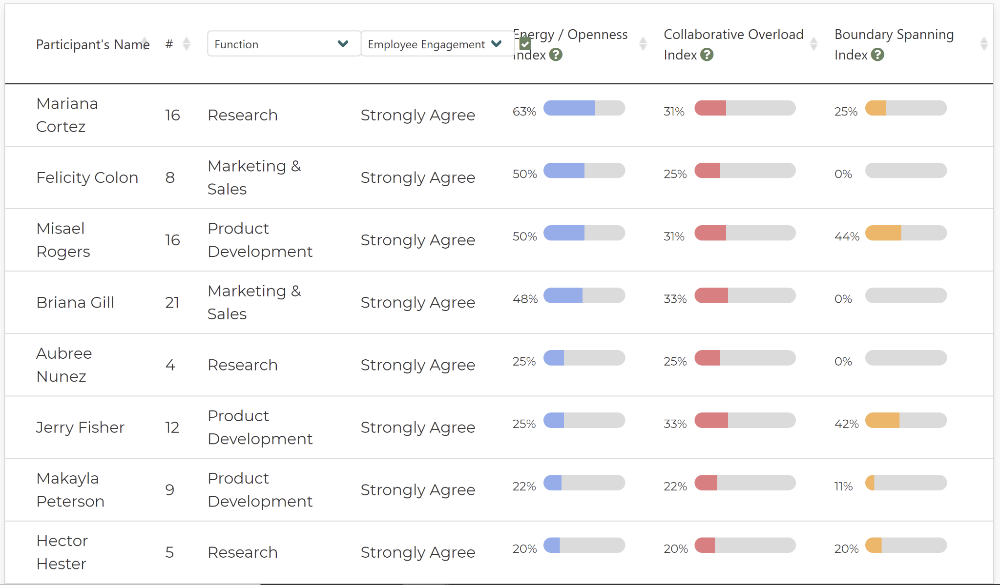 Participant's Name # Function Employee Engagement Energy / Openness Index ? Collaborative Overload Index ? Boundary Spanning Index ?
Mariana Cortez 16 Research Strongly Agree 63% 31% 25%
Felicity Colon 8 Marketing & Sales Strongly Agree 50% 25% 0%
Misael Rogers 16 Product Development Strongly Agree 50% 31% 44%
Briana Gill 21 Marketing & Sales Strongly Agree 48% 33% 0%
Aubree Nunez 4 Research Strongly Agree 25% 25% 0%
Jerry Fisher 12 Product Development Strongly Agree 25% 33% 42%
Makayla Peterson 9 Product Development Strongly Agree 22% 22% 11%
Hector Hester 5 Research Strongly Agree 20% 20% 20%